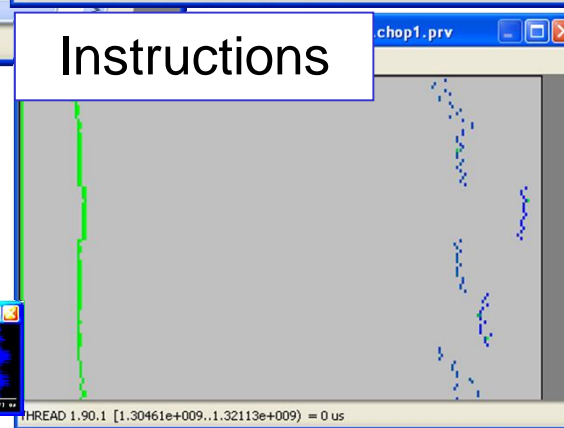 Instructions
.chop1.prv
THREAD 1.90.1 [1.30461e+009..1.32113e+009) = 0 us